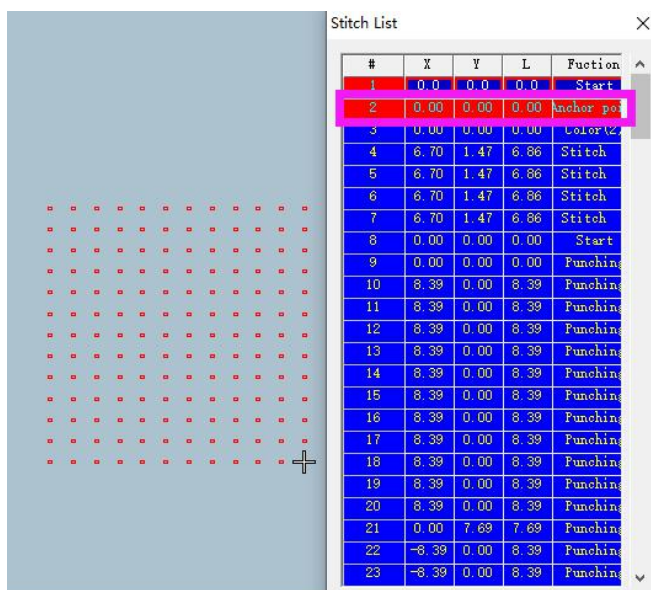 Stitch List
# X Y L Fuction
1 0.0 0.0 0.0 Start
2 0.00 0.00 0.00 Anchor poi
3 0.00 0.00 0.00 Color(2)
4 6.70 1.47 6.86 Stitch
5 6.70 1.47 6.86 Stitch
6 6.70 1.47 6.86 Stitch
7 6.70 1.47 6.86 Stitch
8 0.00 0.00 0.00 Start
9 0.00 0.00 0.00 Punching
10 8.39 0.00 8.39 Punching
11 8.39 0.00 8.39 Punching
12 8.39 0.00 8.39 Punching
13 8.39 0.00 8.39 Punching
14 8.39 0.00 8.39 Punching
15 8.39 0.00 8.39 Punching
16 8.39 0.00 8.39 Punching
17 8.39 0.00 8.39 Punching
18 8.39 0.00 8.39 Punching
19 8.39 0.00 8.39 Punching
20 8.39 0.00 8.39 Punching
21 0.00 7.69 7.69 Punching
22 -8.39 0.00 8.39 Punching
23 -8.39 0.00 8.39 Punching